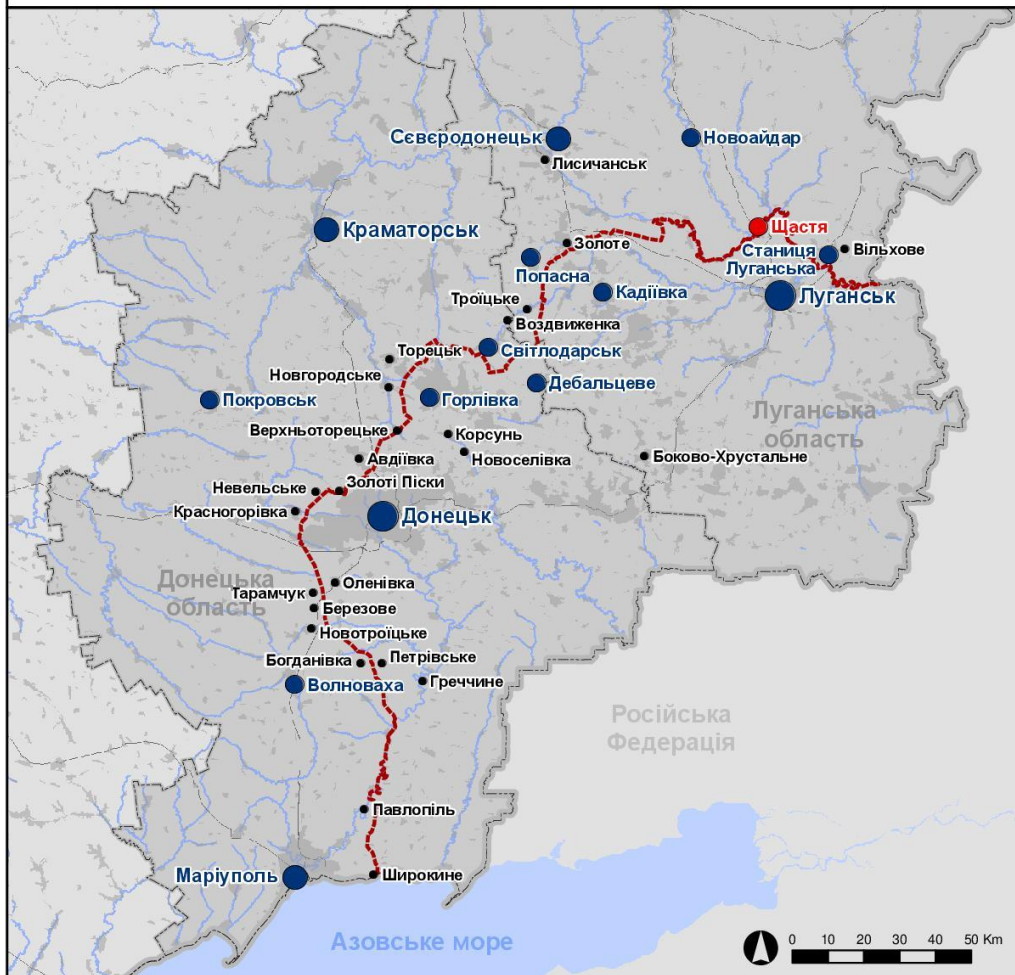 Сєвєродонецьк
Новоайдар
Лисичанськ
Щастя
Краматорськ
Золоте
Станиця
Луганська
Вільхове
Попасна
Кадіївка
Луганськ
Троїцьке
Воздвиженка
Торецьк
Світлодарськ
Новгородське
Дебальцеве
Покровськ
Горлівка
Луганська
область
Верхньоторецьке
Корсунь
Авдіївка
Новоселівка
Боково-Хрустальне
Невельське
Золоті Піски
Красногорівка
Донецьк
Донецька
область
Оленівка
Тарамчук
Березове
Новотроїцьке
Богданівка
Петрівське
Волноваха
Греччине
Російська
Федерація
Павлопіль
Маріуполь
Широкине
Азовське море
0 10 20 30 40 50 Km